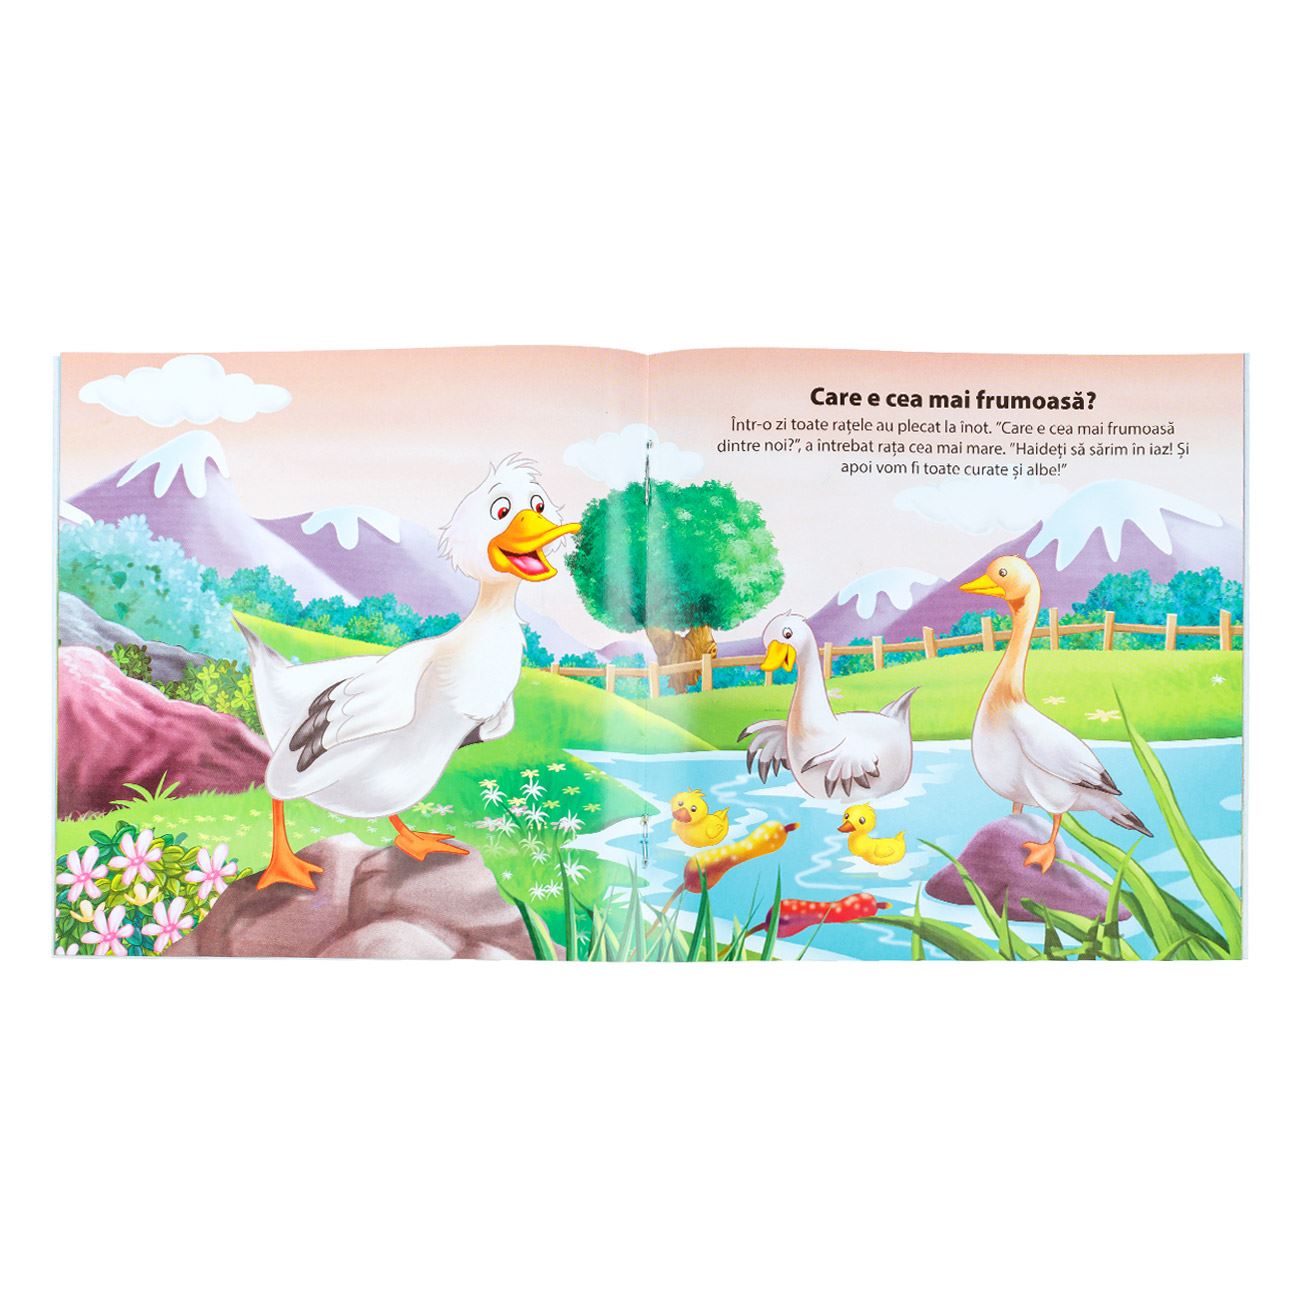 Care e cea mai frumoasă?
Într-o zi toate rațele au plecat la înot. "Care e cea mai frumoasă
dintre noi?", a întrebat rața cea mai mare. "Haideți să sărim în iaz! Și
apoi vom fi toate curate și albe!"